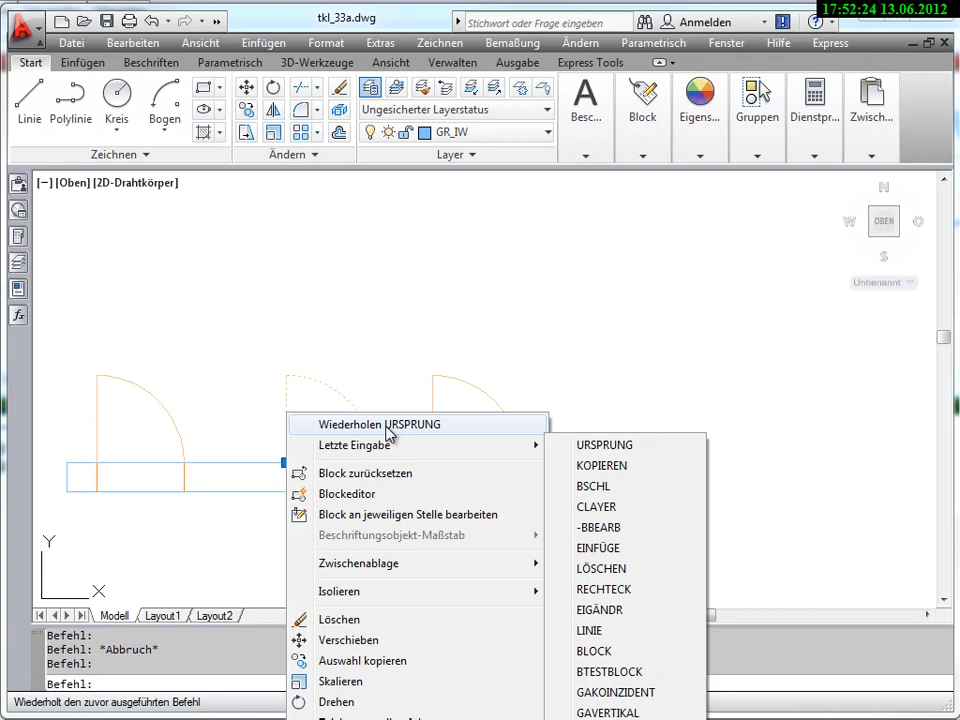 17:52:24 13.06.2012
tkl_33a.dwg
Stichwort oder Frage eingeben
Anmelden
Datei Bearbeiten Ansicht Einfügen Format Extras Zeichnen Bemaßung Ändern Parametrisch Fenster Hilfe Express
Start Einfügen Beschriften Parametrisch 3D-Werkzeuge Ansicht Verwalten Ausgabe Express Tools
Linie Polylinie Kreis Bogen
Ungesicherter Layerstatus
GR_IW
Besc... Block Eigens... Gruppen Dienstpr... Zwisch...
Zeichnen Ändern Layer
[−] [Oben] [2D-Drahtkörper]
N
W OBEN O
S
Unbenannt
Wiederholen URSPRUNG
Letzte Eingabe
Block zurücksetzen
Blockeditor
Block an jeweiligen Stelle bearbeiten
Beschriftungsobjekt-Maßstab
Zwischenablage
Isolieren
Löschen
Verschieben
Auswahl kopieren
Skalieren
Drehen
URSPRUNG
KOPIEREN
BSCHL
CLAYER
-BBEARB
EINFÜGE
LÖSCHEN
RECHTECK
EIGÄNDR
LINIE
BLOCK
BTESTBLOCK
GAKOINZIDENT
GAVERTIKAL
Y
X
Modell Layout1 Layout2
Befehl:
Befehl: *Abbruch*
Befehl:
Befehl:
Wiederholt den zuvor ausgeführten Befehl